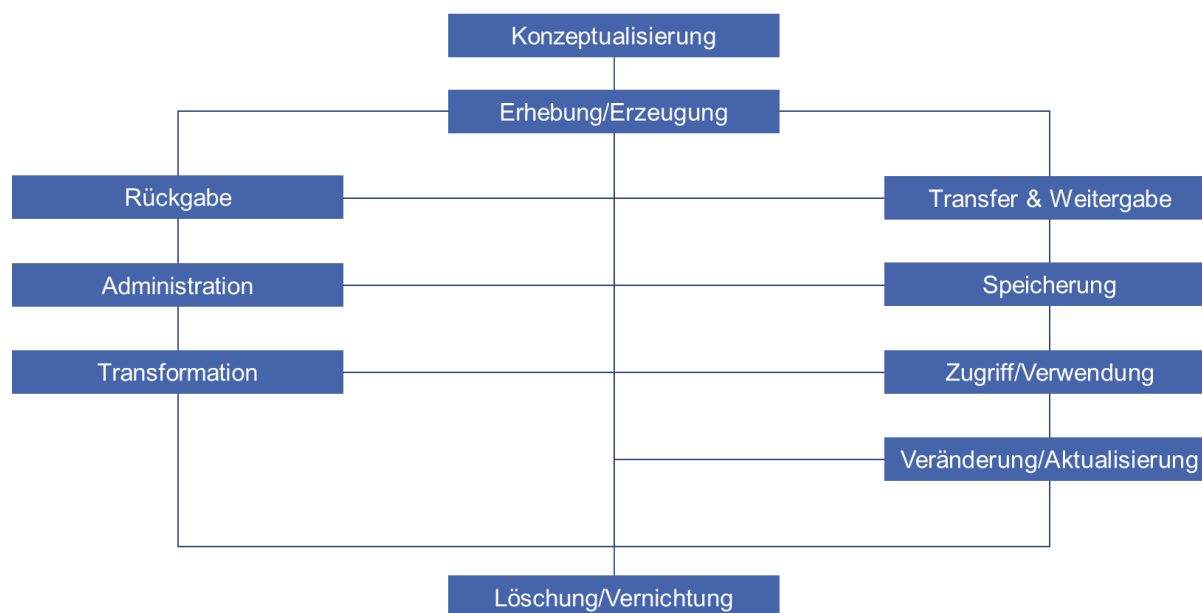 Konzeptualisierung
Erhebung/Erzeugung
Rückgabe
Transfer & Weitergabe
Administration
Speicherung
Transformation
Zugriff/Verwendung
Veränderung/Aktualisierung
Löschung/Vernichtung